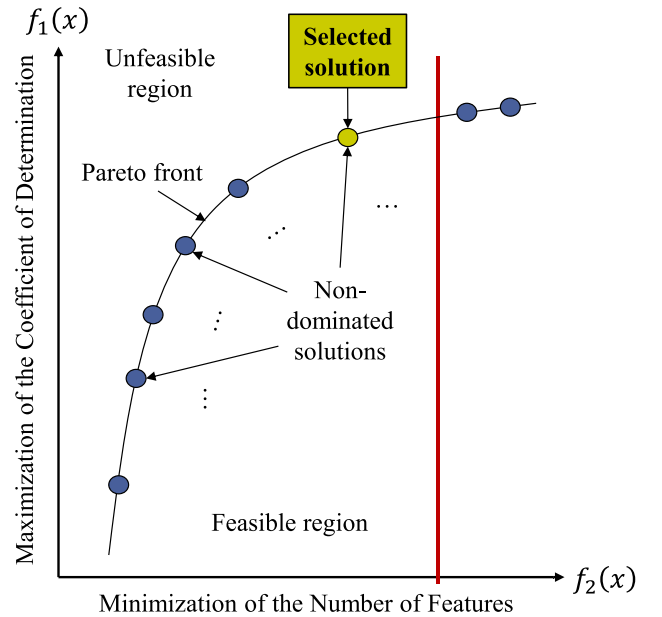 f₁(x)
Maximization of the Coefficient of Determination
Unfeasible
region
Selected
solution
Pareto front
...
...
...
...
Non-
dominated
solutions
Feasible region
f₂(x)
Minimization of the Number of Features